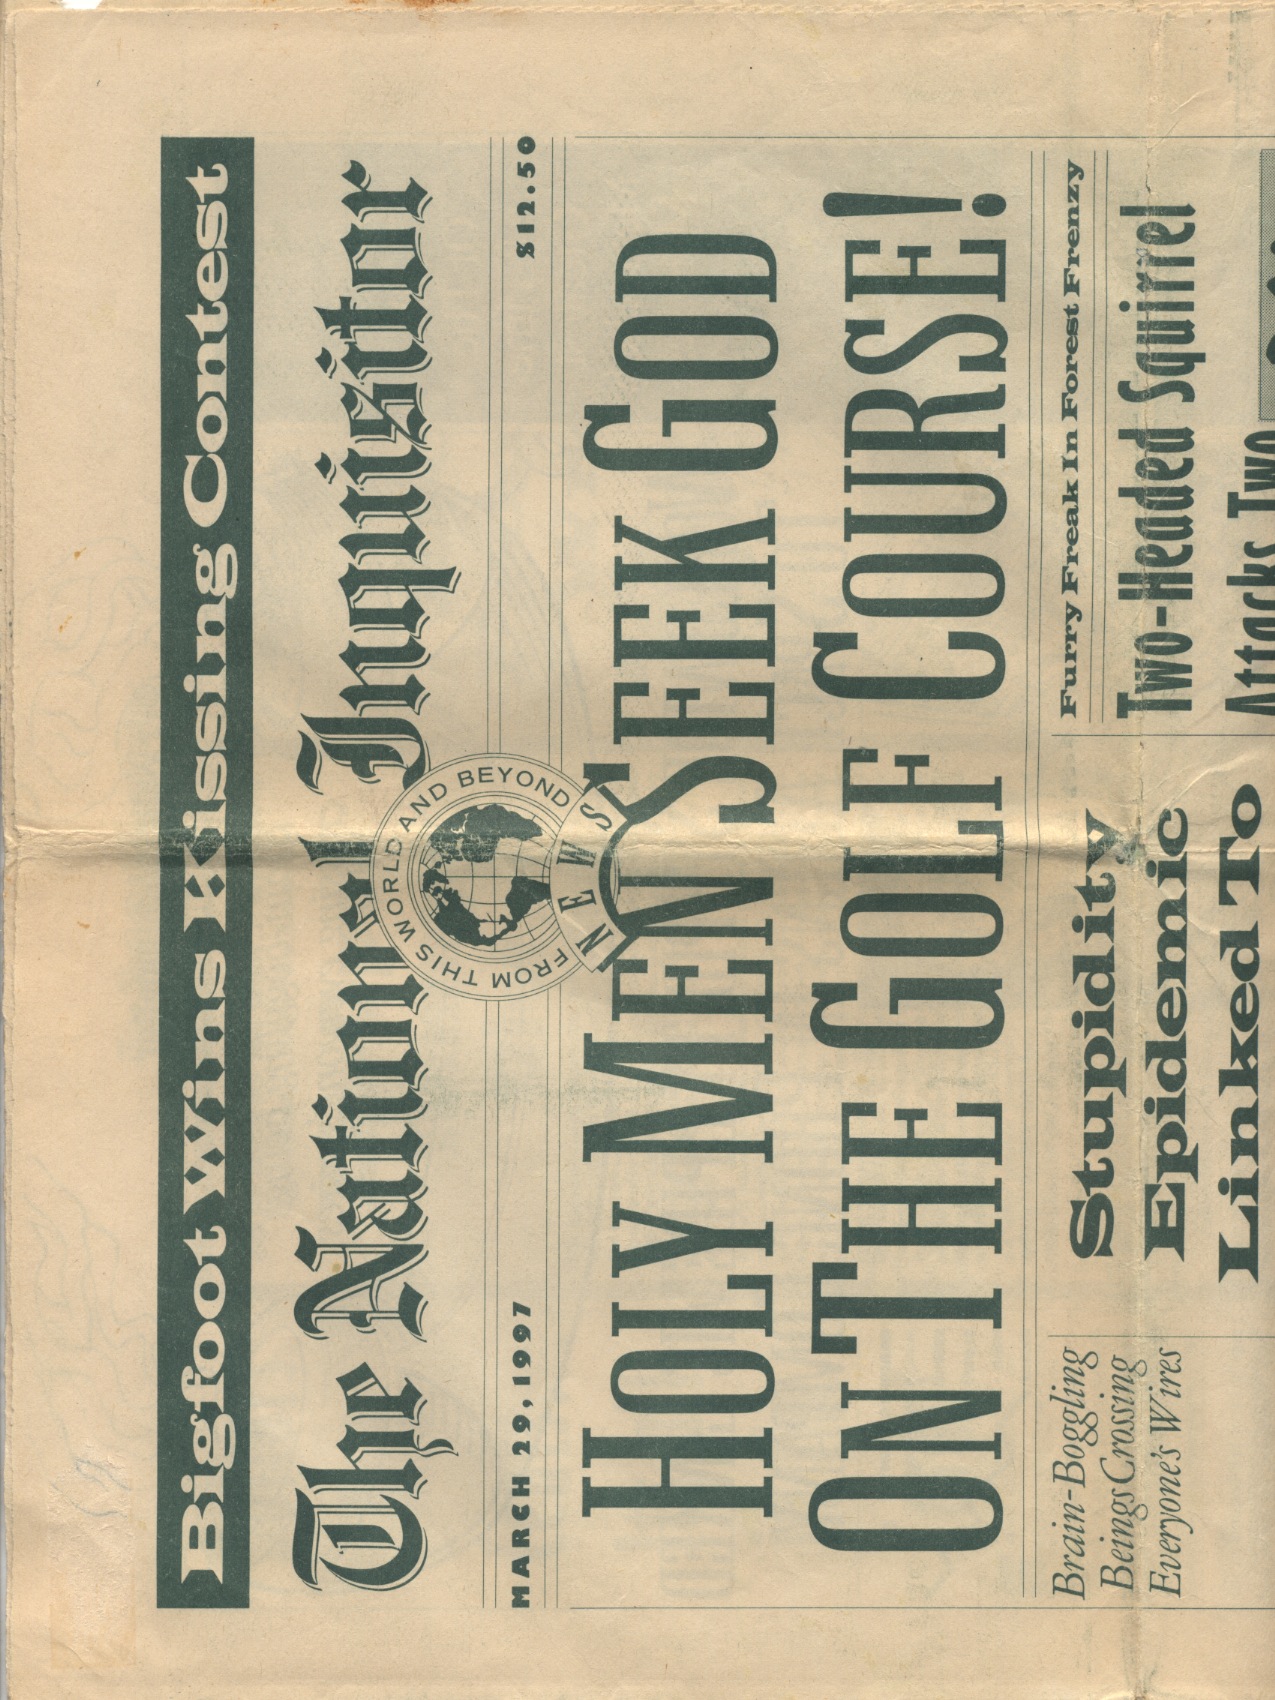 Bigfoot Wins Kissing Contest
The National Inquisitor
FROM THIS WORLD AND BEYOND
NEWS
MARCH 29, 1997
$12.50
HOLY MEN SEEK GOD
ON THE GOLF COURSE!
Brain-Boggling
Beings Crossing
Everyone's Wires
Stupidity
Epidemic
Linked To
Furry Freak In Forest Frenzy
Two-Headed Squirrel
Attacks Two